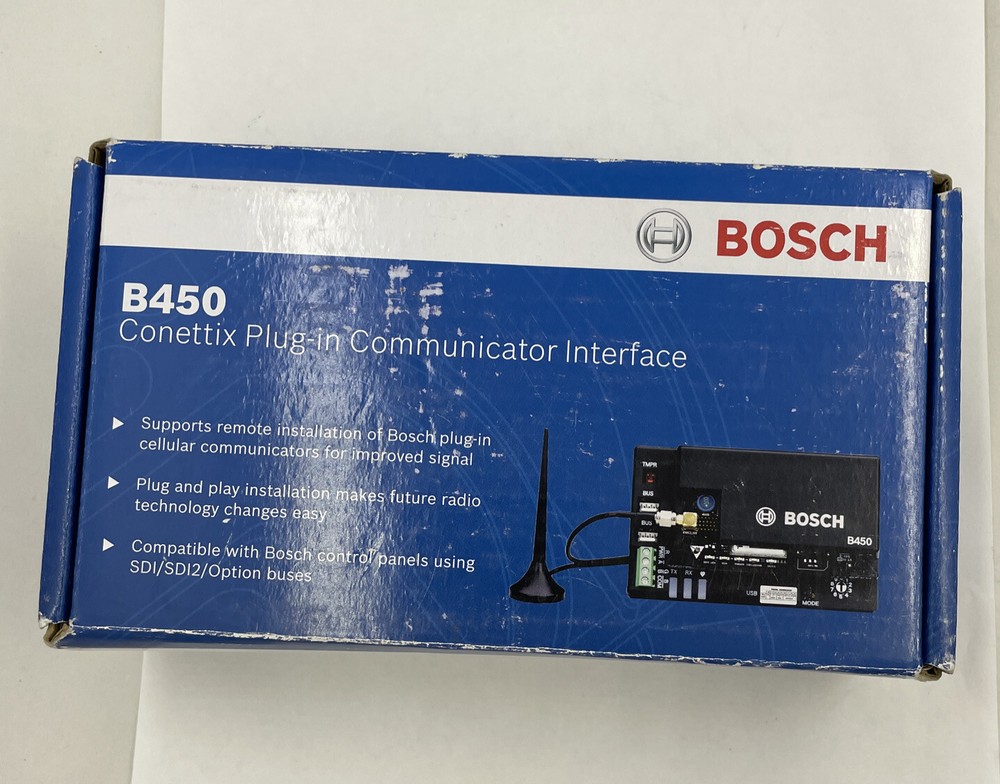 BOSCH
B450
Conettix Plug-in Communicator Interface
Supports remote installation of Bosch plug-in
cellular communicators for improved signal
Plug and play installation makes future radio
technology changes easy
Compatible with Bosch control panels using
SDI/SDI2/Option buses
TMPR
BUS
BUS
BOSCH
B450
TX RX
COM
USB
MODE